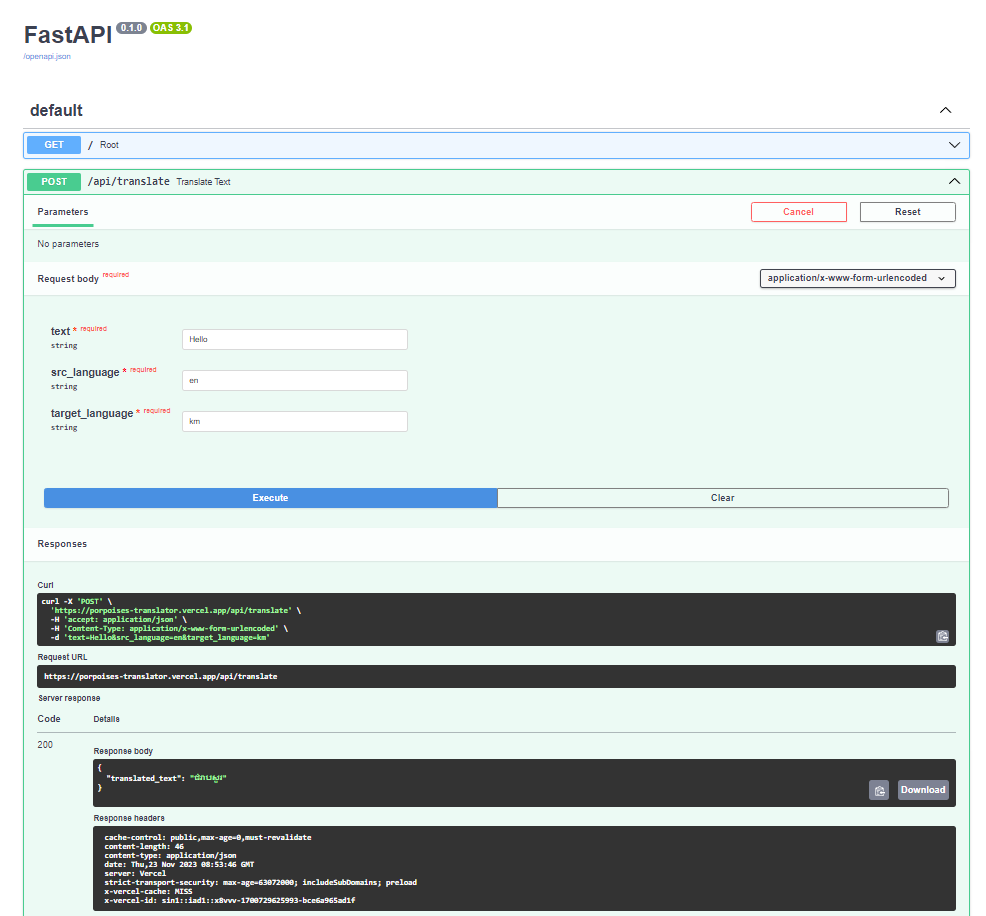 FastAPI 0.1.0 OAS 3.1
/openapi.json
default
GET / Root
POST /api/translate Translate Text
Parameters Cancel Reset
No parameters
Request body required application/x-www-form-urlencoded
text * required
string
Hello
src_language * required
string
en
target_language * required
string
km
Execute Clear
Responses
Curl
curl -X 'POST' \
'https://porpoises-translator.vercel.app/api/translate' \
-H 'accept: application/json' \
-H 'Content-Type: application/x-www-form-urlencoded' \
-d 'text=Hello&src_language=en&target_language=km'
Request URL
https://porpoises-translator.vercel.app/api/translate
Server response
Code Details
200
Response body
{
"translated_text": "ជំរាបសួរ"
}
Download
Response headers
cache-control: public,max-age=0,must-revalidate
content-length: 46
content-type: application/json
date: Thu,23 Nov 2023 08:53:46 GMT
server: Vercel
strict-transport-security: max-age=63072000; includeSubDomains; preload
x-vercel-cache: MISS
x-vercel-id: sin1::iad1::x8vvv-1700729625993-bce6a965ad1f